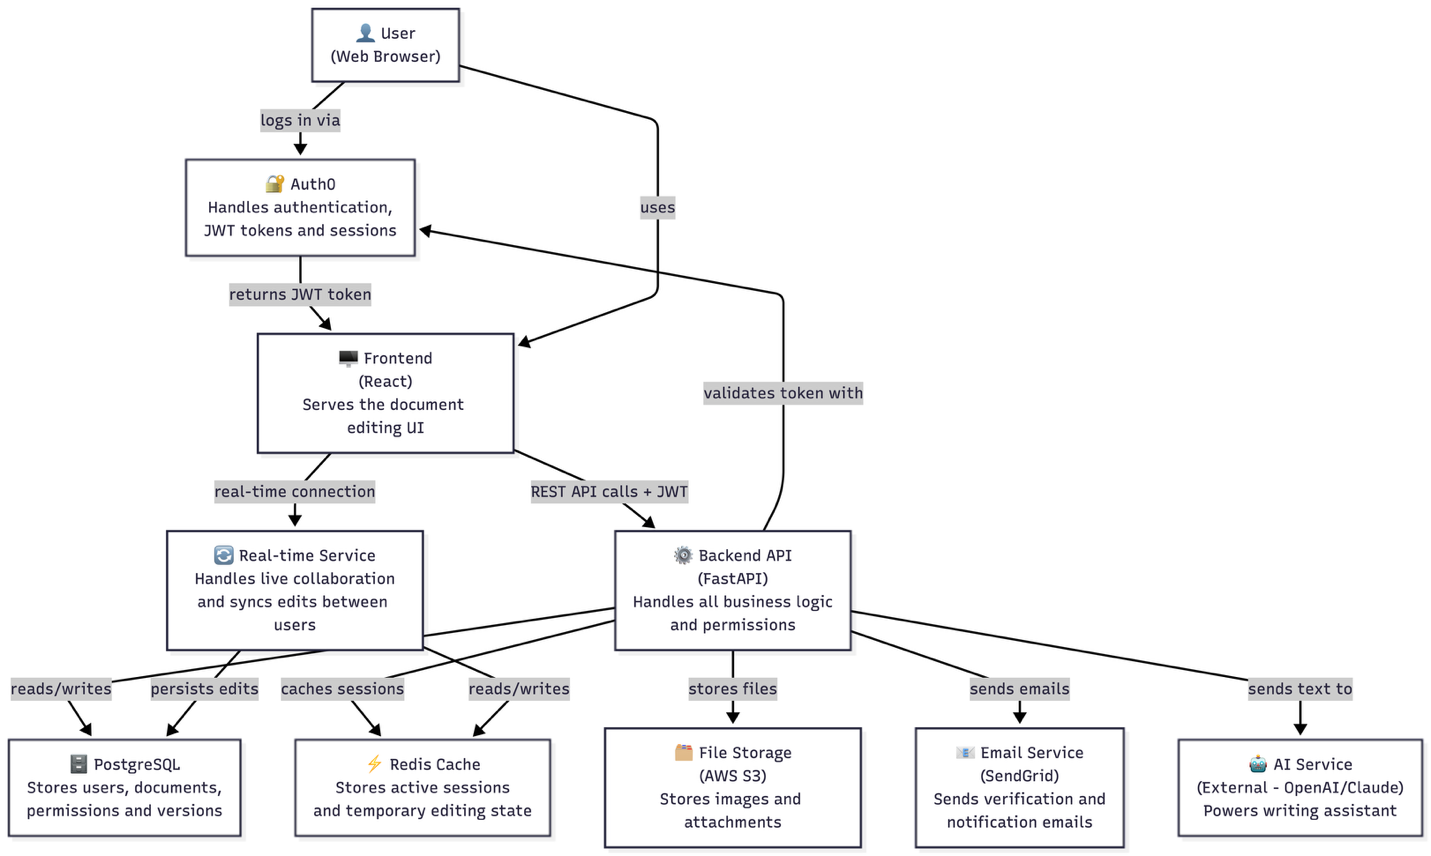 User
(Web Browser)
logs in via
Auth0
Handles authentication,
JWT tokens and sessions
uses
returns JWT token
Frontend
(React)
Serves the document
editing UI
validates token with
real-time connection
REST API calls + JWT
Real-time Service
Handles live collaboration
and syncs edits between
users
Backend API
(FastAPI)
Handles all business logic
and permissions
reads/writes
persists edits
caches sessions
reads/writes
stores files
sends emails
sends text to
PostgreSQL
Stores users, documents,
permissions and versions
Redis Cache
Stores active sessions
and temporary editing state
File Storage
(AWS S3)
Stores images and
attachments
Email Service
(SendGrid)
Sends verification and
notification emails
AI Service
(External - OpenAI/Claude)
Powers writing assistant